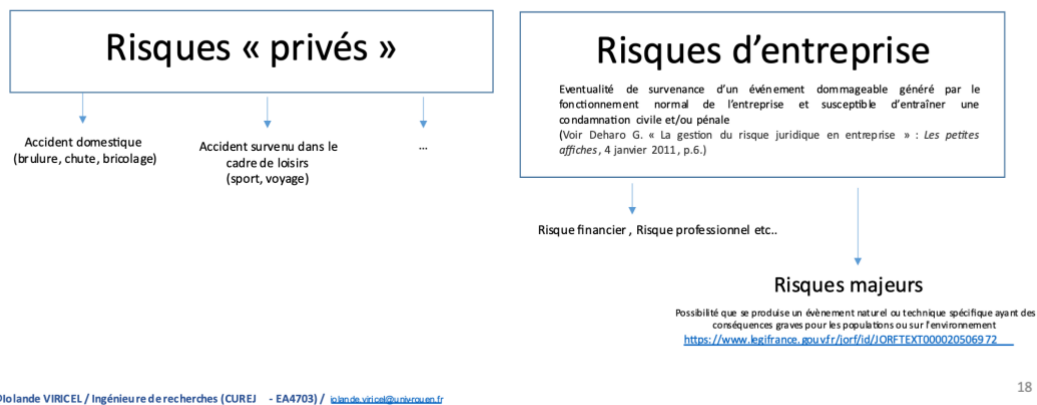 Risques « privés »
Accident domestique
(brulure, chute, bricolage)
Accident survenu dans le
cadre de loisirs
(sport, voyage)
...
Risques d'entreprise
Eventualité de survenance d'un événement dommageable généré par le
fonctionnement normal de l'entreprise et susceptible d'entraîner une
condamnation civile et/ou pénale
(Voir Deharo G. « La gestion du risque juridique en entreprise » : Les petites
affiches, 4 janvier 2011, p.6.)
Risque financier , Risque professionnel etc..
Risques majeurs
Possibilité que se produise un évènement naturel ou technique spécifique ayant des
conséquences graves pour les populations ou sur l'environnement
https://www.legifrance.gouv.fr/jorf/id/JORFTEXT000020506972
©Iolande VIRICEL / Ingénieure de recherches (CUREJ - EA4703) / iolande.viricel@univrouen.fr
18